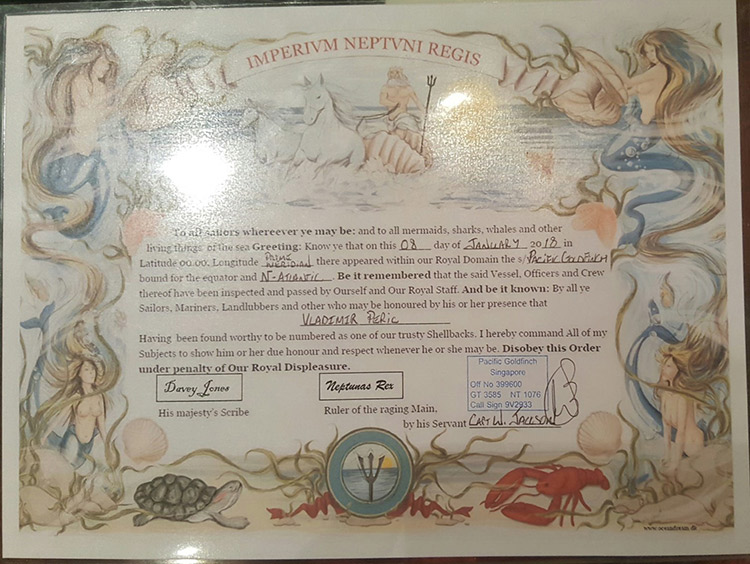 IMPERIVM NEPTVNI REGIS
To all sailors whereever ye may be: and to all mermaids, sharks, whales and other
living things of the sea Greeting: Know ye that on this 08 day of JANUARY 2018 in
Latitude 00.00. Longitude PRIME MERIDIAN there appeared within our Royal Domain the s/ PACIFIC GOLDFINCH
bound for the equator and N-ATLANTIC. Be it remembered that the said Vessel, Officers and Crew
thereof have been inspected and passed by Ourself and Our Royal Staff. And be it known: By all ye
Sailors, Mariners, Landlubbers and other who may be honoured by his or her presence that
VLADIMIR PERIC
Having been found worthy to be numbered as one of our trusty Shellbacks. I hereby command All of my
Subjects to show him or her due honour and respect whenever he or she may be. Disobey this Order
under penalty of Our Royal Displeasure.
Pacific Goldfinch
Singapore
Off No 399600
GT 3585 NT 1076
Call Sign 9V2933
Davey Jones
Neptunas Rex
His majesty's Scribe
Ruler of the raging Main,
by his Servant CAPT W. JACKSON